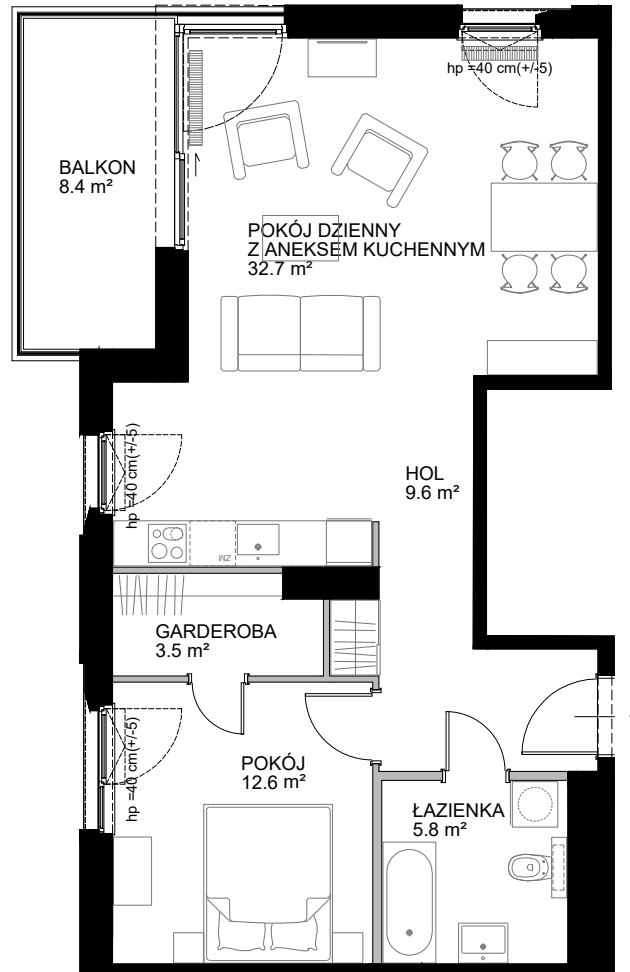 hp =40 cm(+/-5)
BALKON
8.4 m²
POKÓJ DZIENNY
Z ANEKSEM KUCHENNYM
32.7 m²
hp =40 cm(+/-5)
HOL
9.6 m²
ZM
GARDEROBA
3.5 m²
hp =40 cm(+/-5)
POKÓJ
12.6 m²
ŁAZIENKA
5.8 m²